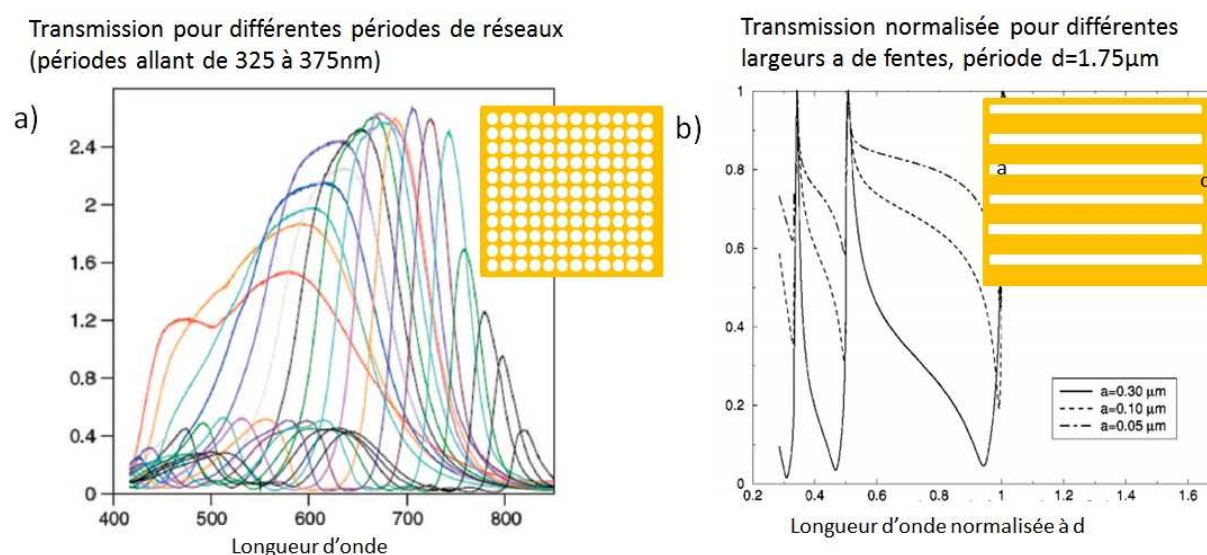 Transmission pour différentes périodes de réseaux
(périodes allant de 325 à 375nm)
a)
2.4
2
1.6
1.2
0.8
0.4
0
400
500
600
700
800
Longueur d'onde
Transmission normalisée pour différentes
largeurs a de fentes, période d=1.75µm
b)
1
0.8
0.6
0.4
0.2
0
0.2
0.4
0.6
0.8
1
1.2
1.4
1.6
a
a=0.30 µm
a=0.10 µm
a=0.05 µm
Longueur d'onde normalisée à d